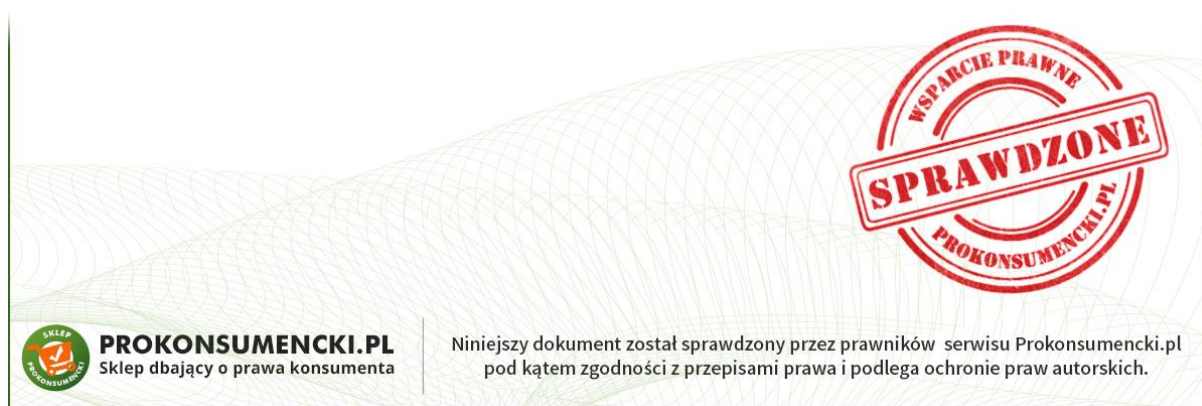 WSPARCIE PRAWNE
SPRAWDZONE
PROKONSUMENCKI.PL
SKLEP
PROKONSUMENCKI
PROKONSUMENCKI.PL
Sklep dbający o prawa konsumenta
Niniejszy dokument został sprawdzony przez prawników serwisu Prokonsumencki.pl
pod kątem zgodności z przepisami prawa i podlega ochronie praw autorskich.